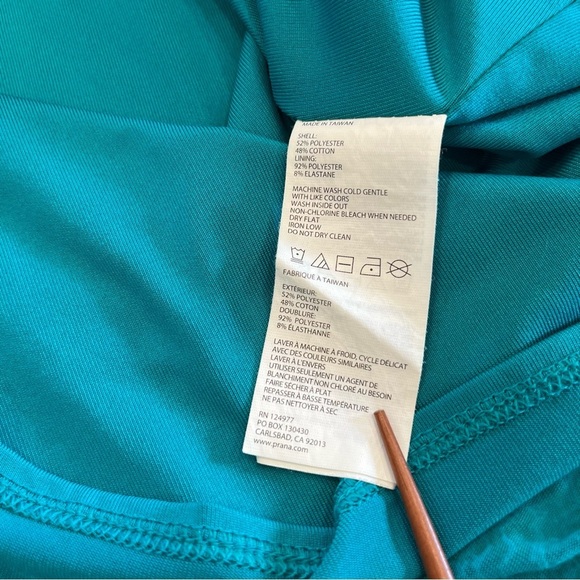 MADE IN TAIWAN
SHELL:
52% POLYESTER
48% COTTON
LINING:
92% POLYESTER
8% ELASTANE
MACHINE WASH COLD GENTLE
WITH LIKE COLORS
WASH INSIDE OUT
NON-CHLORINE BLEACH WHEN NEEDED
DRY FLAT
IRON LOW
DO NOT DRY CLEAN
FABRIQUÉ À TAIWAN
EXTÉRIEUR:
52% POLYESTER
48% COTON
DOUBLURE:
92% POLYESTER
8% ÉLASTHANNE
LAVER À MACHINE À FROID, CYCLE DÉLICAT
AVEC DES COULEURS SIMILAIRES
LAVER À L'ENVERS
UTILISER SEULEMENT UN AGENT DE
BLANCHIMENT NON CHLORÉ AU BESOIN
FAIRE SÉCHER À PLAT
REPASSER À BASSE TEMPÉRATURE
NE PAS NETTOYER À SEC
RN 124977
PO BOX 130430
CARLSBAD, CA 92013
www.prana.com